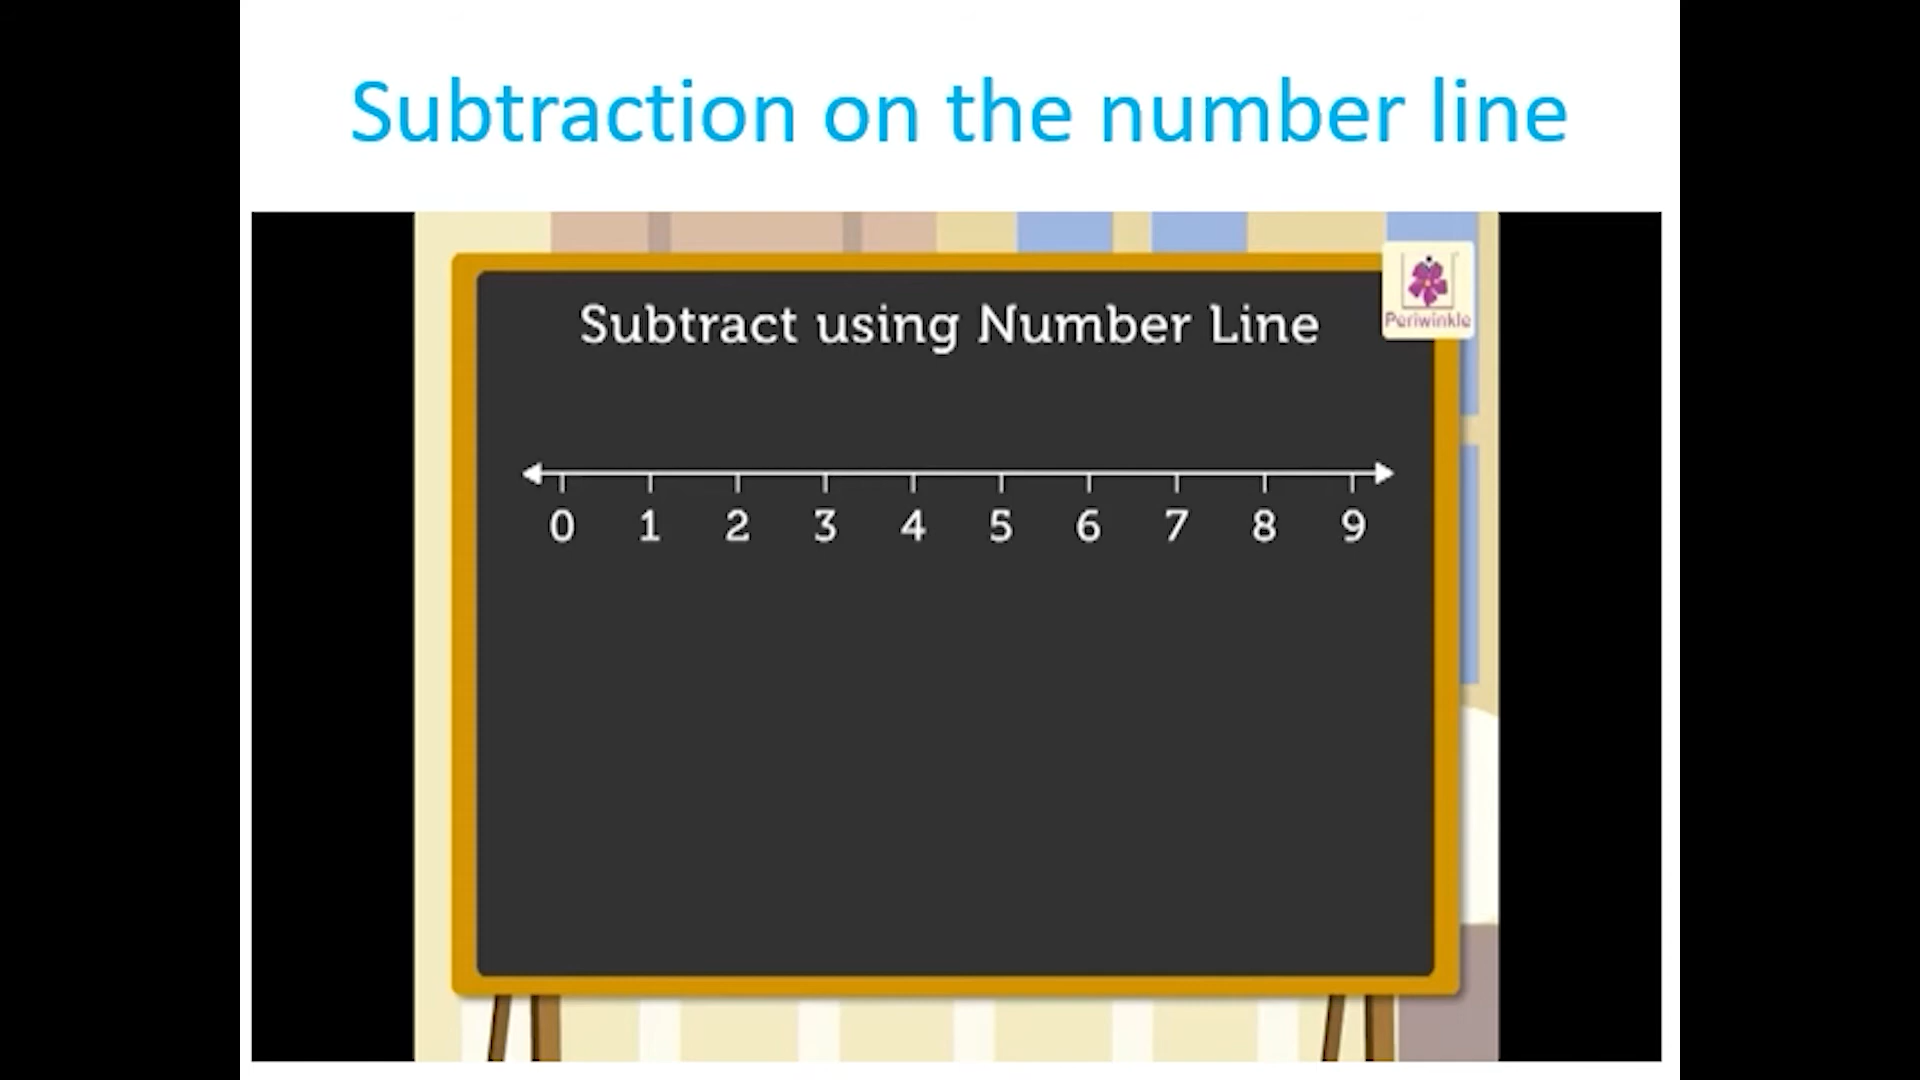 Subtraction on the number line
Periwinkle
Subtract using Number Line
0 1 2 3 4 5 6 7 8 9